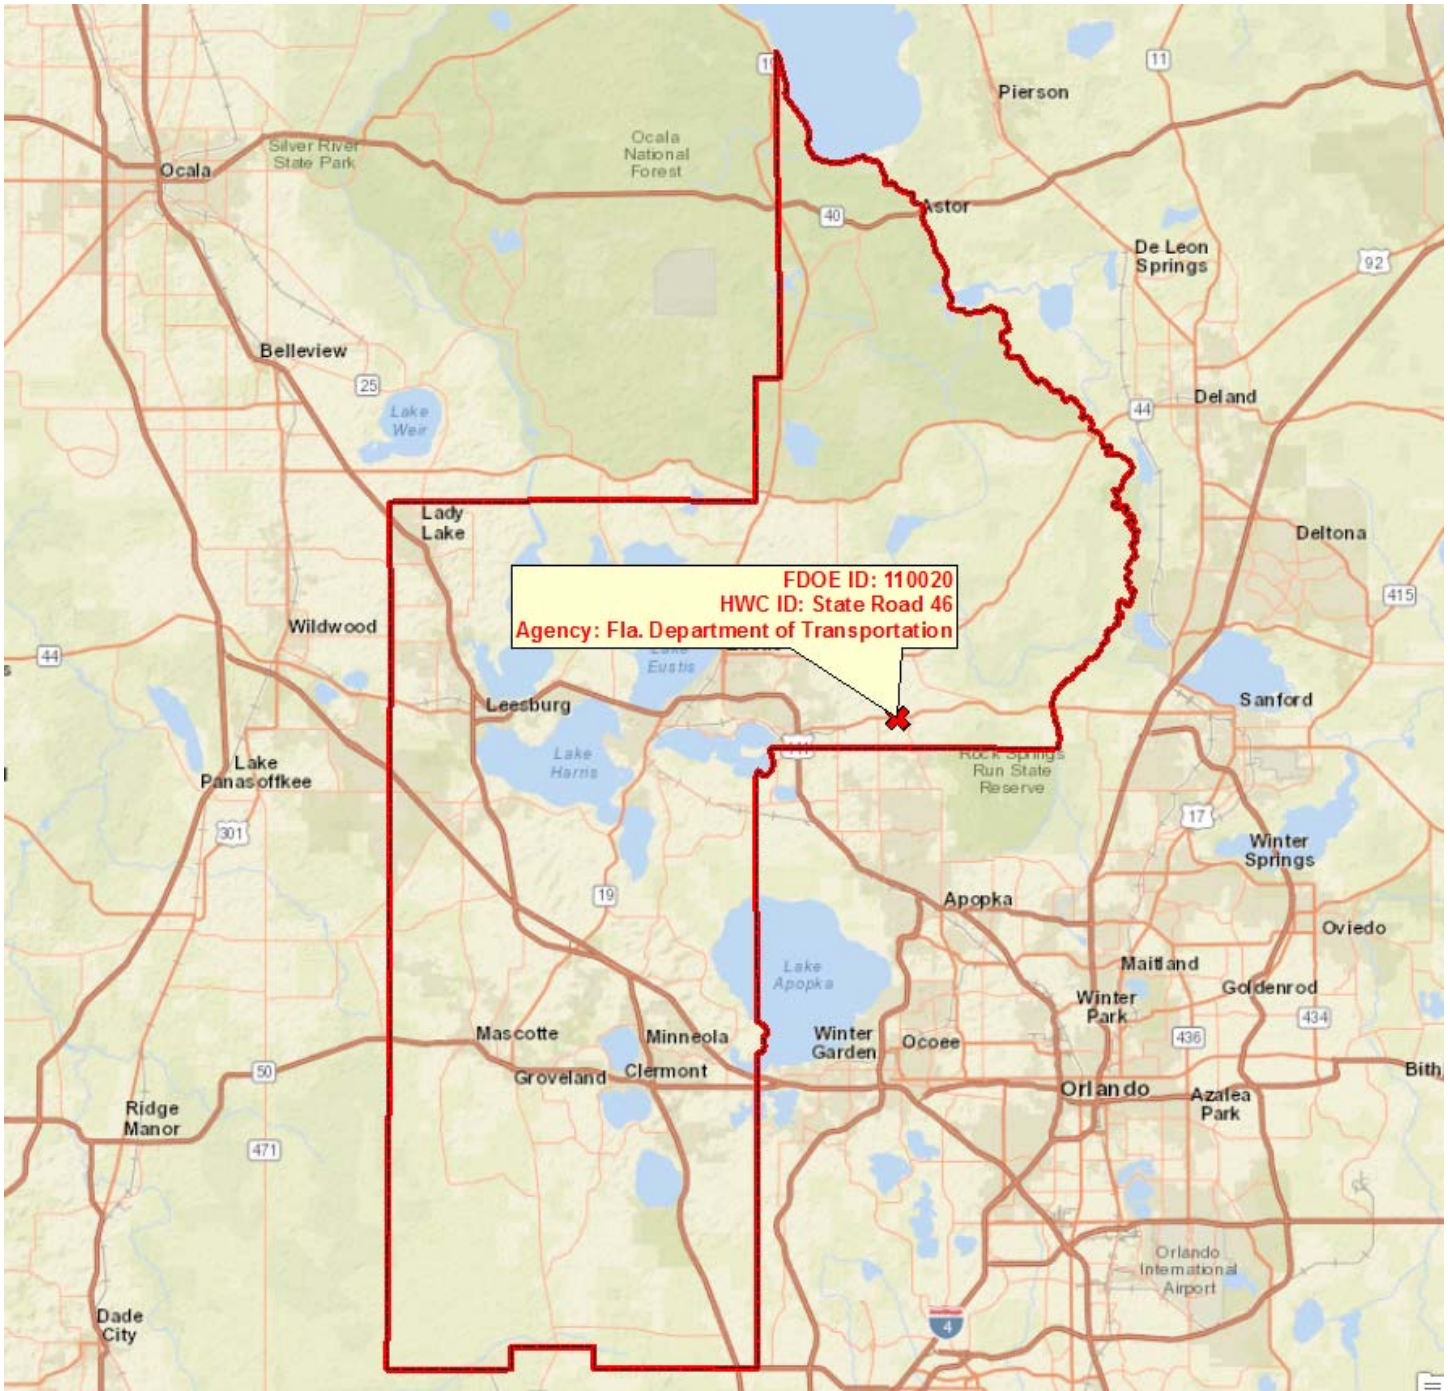 19
11
Pierson
Ocala
National
Forest
Silver River
State Park
Ocala
40
Astor
De Leon
Springs
92
Belleview
25
Lake
Weir
44
Deland
Lady
Lake
Deltona
FDOE ID: 110020
HWC ID: State Road 46
Agency: Fla. Department of Transportation
415
Wildwood
44
Lake
Eustis
Leesburg
Sanford
Lake
Harris
441
Rock Springs
Run State
Reserve
Lake
Panasoffkee
301
17
Winter
Springs
19
Apopka
Oviedo
Lake
Apopka
Maitland
Goldenrod
Winter
Park
434
436
Mascotte
Minneola
Winter
Garden
Ocoee
50
Groveland
Clermont
Orlando
Azalea
Park
Bith
Ridge
Manor
471
Orlando
International
Airport
Dade
City
4